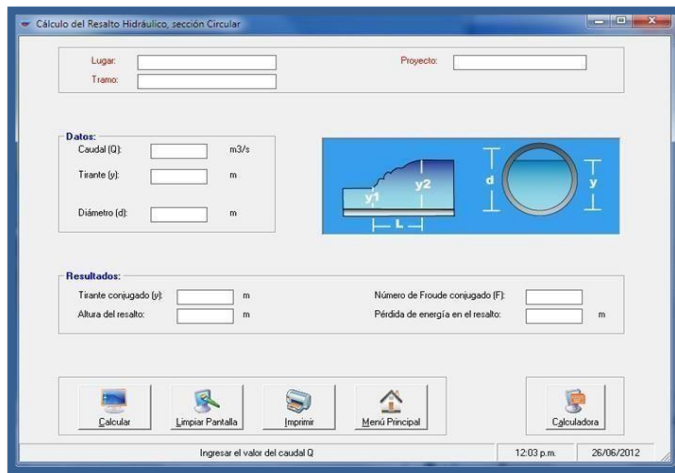 Cálculo del Resalto Hidráulico, sección Circular
Lugar:
Proyecto:
Tramo:
Datos:
Caudal (Q): m3/s
Tirante (y): m
Diámetro (d): m
d
y1
y2
L
y
Resultados:
Tirante conjugado (y): m
Número de Froude conjugado (F):
Altura del resalto: m
Pérdida de energía en el resalto: m
Calcular
Limpiar Pantalla
Imprimir
Menú Principal
Calculadora
Ingresar el valor del caudal Q
12:03 p.m.
26/06/2012